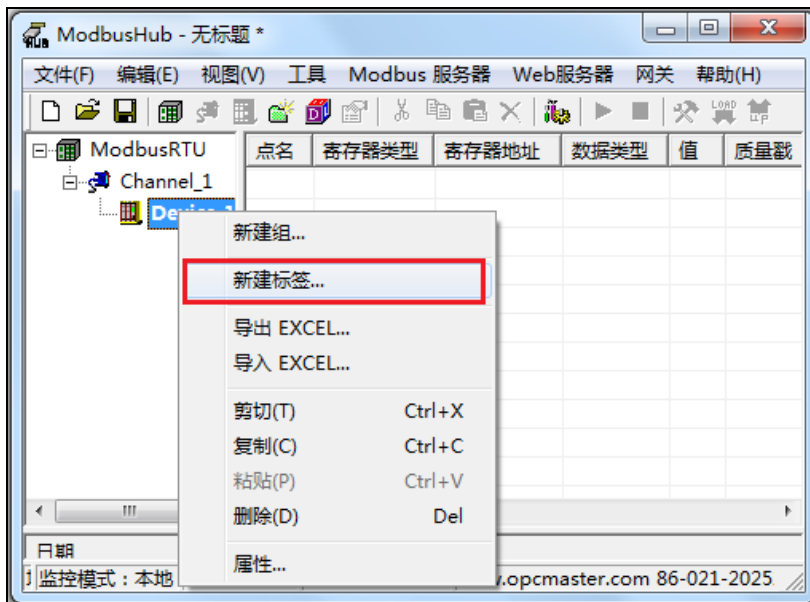 ModbusHub - 无标题 *
文件(F) 编辑(E) 视图(V) 工具 Modbus 服务器 Web服务器 网关 帮助(H)
ModbusRTU
点名 寄存器类型 寄存器地址 数据类型 值 质量戳
Channel_1
新建组...
新建标签...
导出 EXCEL...
导入 EXCEL...
剪切(T) Ctrl+X
复制(C) Ctrl+C
粘贴(P) Ctrl+V
删除(D) Del
日期
属性...
监控模式：本地 .opcmaster.com 86-021-2025